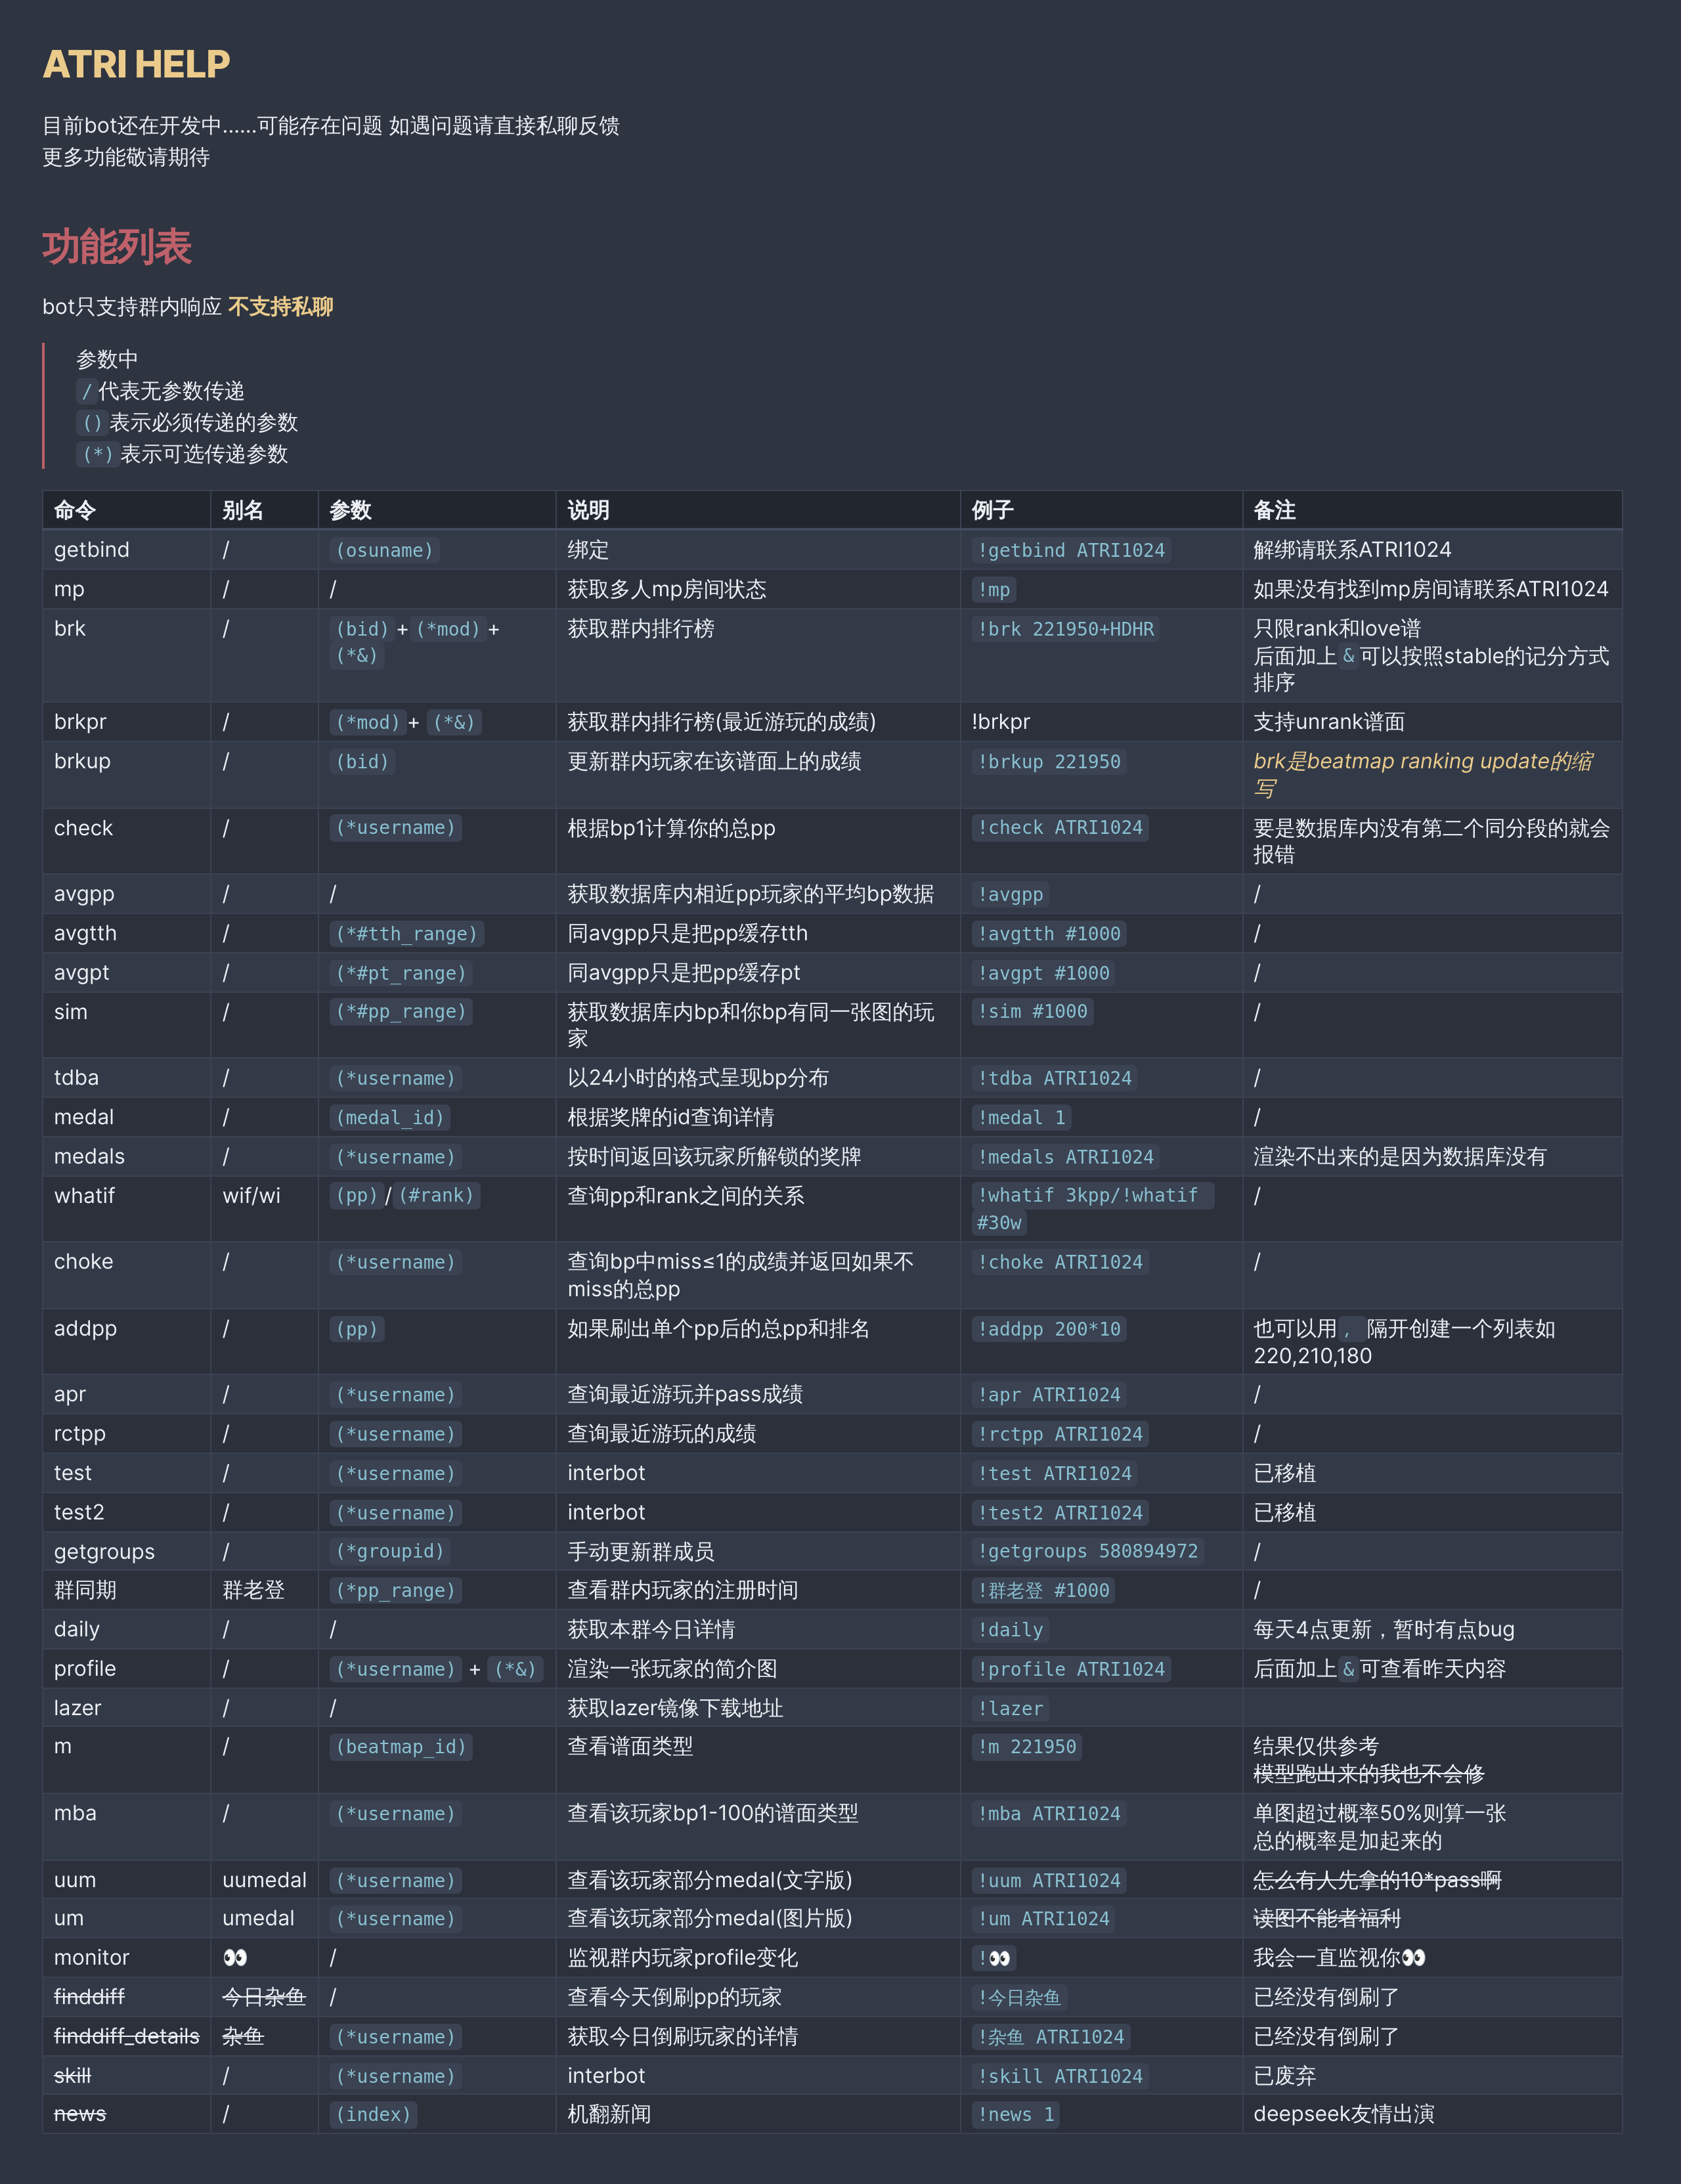 ATRI HELP
目前bot还在开发中......可能存在问题 如遇问题请直接私聊反馈
更多功能敬请期待
功能列表
bot只支持群内响应 不支持私聊
参数中
/ 代表无参数传递
() 表示必须传递的参数
(*) 表示可选传递参数
命令 别名 参数 说明 例子 备注
getbind / (osuname) 绑定 !getbind ATRI1024 解绑请联系ATRI1024
mp / / 获取多人mp房间状态 !mp 如果没有找到mp房间请联系ATRI1024
brk / (bid)+(*mod)+ 获取群内排行榜 !brk 221950+HDHR 只限rank和love谱
(*&) 后面加上 & 可以按照stable的记分方式
排序
brkpr / (*mod)+ (*&) 获取群内排行榜(最近游玩的成绩) !brkpr 支持unrank谱面
brkup / (bid) 更新群内玩家在该谱面上的成绩 !brkup 221950 brk是beatmap ranking update的缩
写
check / (*username) 根据bp1计算你的总pp !check ATRI1024 要是数据库内没有第二个同分段的就会
报错
avgpp / / 获取数据库内相近pp玩家的平均bp数据 !avgpp /
avgtth / (*#tth_range) 同avgpp只是把pp缓存tth !avgtth #1000 /
avgpt / (*#pt_range) 同avgpp只是把pp缓存pt !avgpt #1000 /
sim / (*#pp_range) 获取数据库内bp和你bp有同一张图的玩 !sim #1000 /
家
tdba / (*username) 以24小时的格式呈现bp分布 !tdba ATRI1024 /
medal / (medal_id) 根据奖牌的id查询详情 !medal 1 /
medals / (*username) 按时间返回该玩家所解锁的奖牌 !medals ATRI1024 渲染不出来的是因为数据库没有
whatif wif/wi (pp)/(#rank) 查询pp和rank之间的关系 !whatif 3kpp/!whatif /
#30w
choke / (*username) 查询bp中miss≤1的成绩并返回如果不 !choke ATRI1024 /
miss的总pp
addpp / (pp) 如果刷出单个pp后的总pp和排名 !addpp 200*10 也可以用 , 隔开创建一个列表如
220,210,180
apr / (*username) 查询最近游玩并pass成绩 !apr ATRI1024 /
rctpp / (*username) 查询最近游玩的成绩 !rctpp ATRI1024 /
test / (*username) interbot !test ATRI1024 已移植
test2 / (*username) interbot !test2 ATRI1024 已移植
getgroups / (*groupid) 手动更新群成员 !getgroups 580894972 /
群同期 群老登 (*pp_range) 查看群内玩家的注册时间 !群老登 #1000 /
daily / / 获取本群今日详情 !daily 每天4点更新，暂时有点bug
profile / (*username) + (*&) 渲染一张玩家的简介图 !profile ATRI1024 后面加上 & 可查看昨天内容
lazer / / 获取lazer镜像下载地址 !lazer
m / (beatmap_id) 查看谱面类型 !m 221950 结果仅供参考
模型跑出来的我也不会修
mba / (*username) 查看该玩家bp1-100的谱面类型 !mba ATRI1024 单图超过概率50%则算一张
总的概率是加起来的
uum uumedal (*username) 查看该玩家部分medal(文字版) !uum ATRI1024 怎么有人先拿的10*pass啊
um umedal (*username) 查看该玩家部分medal(图片版) !um ATRI1024 读图不能者福利
monitor 👀 / 监视群内玩家profile变化 !👀 我会一直监视你👀
finddiff 今日杂鱼 / 查看今天倒刷pp的玩家 !今日杂鱼 已经没有倒刷了
finddiff_details 杂鱼 (*username) 获取今日倒刷玩家的详情 !杂鱼 ATRI1024 已经没有倒刷了
skill / (*username) interbot !skill ATRI1024 已废弃
news / (index) 机翻新闻 !news 1 deepseek友情出演